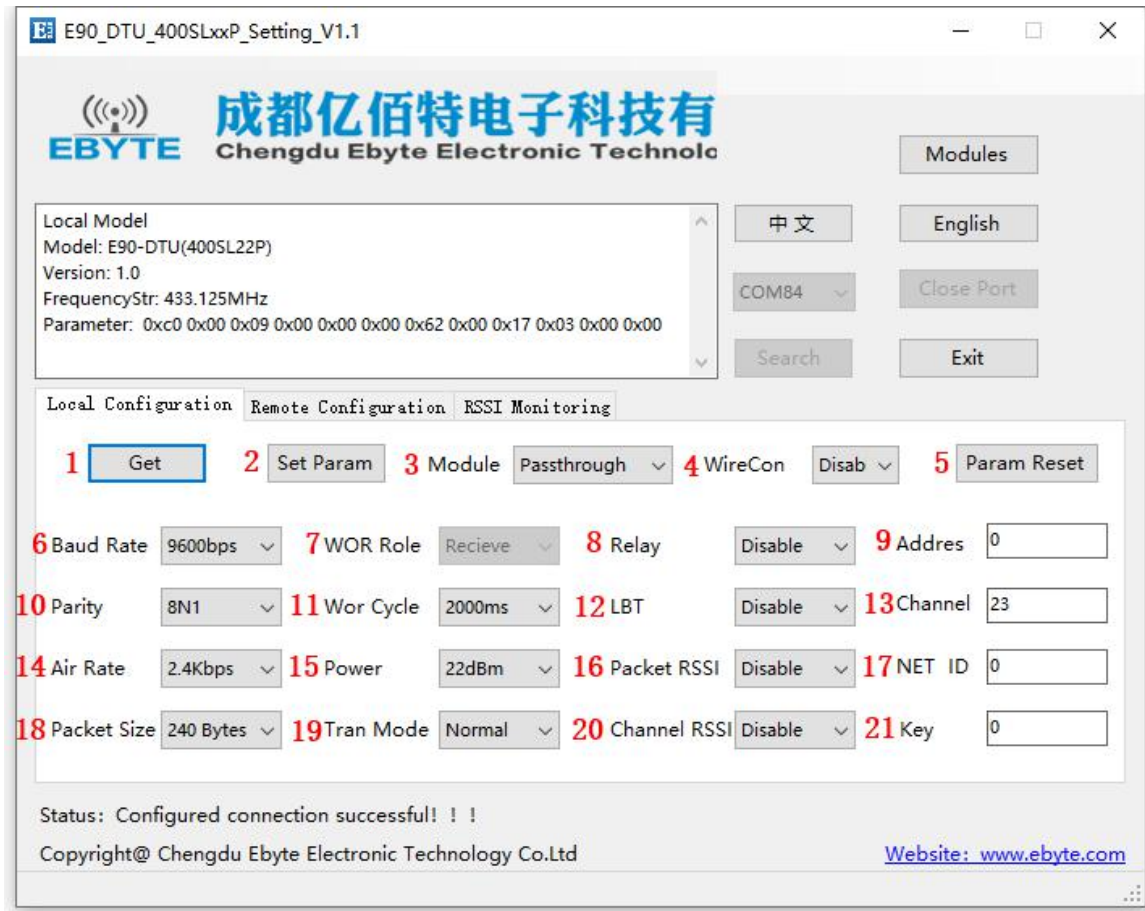 E90_DTU_400SLxxP_Setting_V1.1
EBYTE
成都亿佰特电子科技有
Chengdu Ebyte Electronic Technolo
Modules
Local Model
Model: E90-DTU(400SL22P)
Version: 1.0
FrequencyStr: 433.125MHz
Parameter: 0xc0 0x00 0x09 0x00 0x00 0x00 0x62 0x00 0x17 0x03 0x00 0x00
中文 English
COM84 Close Port
Search Exit
Local Configuration Remote Configuration RSSI Monitoring
1 Get 2 Set Param 3 Module Passthrough 4 WireCon Disab 5 Param Reset
6 Baud Rate 9600bps 7 WOR Role Recieve 8 Relay Disable 9 Addres 0
10 Parity 8N1 11 Wor Cycle 2000ms 12 LBT Disable 13 Channel 23
14 Air Rate 2.4Kbps 15 Power 22dBm 16 Packet RSSI Disable 17 NET ID 0
18 Packet Size 240 Bytes 19 Tran Mode Normal 20 Channel RSSI Disable 21 Key 0
Status: Configured connection successful! ! !
Copyright@ Chengdu Ebyte Electronic Technology Co.Ltd Website: www.ebyte.com